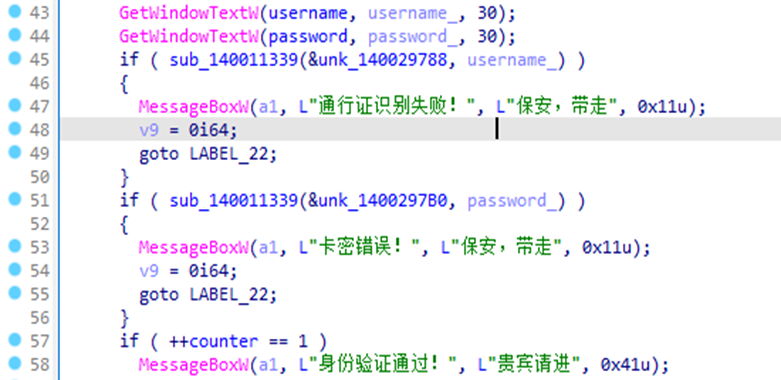 43 GetWindowTextW(username, username_, 30);
44 GetWindowTextW(password, password_, 30);
45 if ( sub_140011339(&unk_140029788, username_) )
46 {
47 MessageBoxW(a1, L"通行证识别失败！", L"保安，带走", 0x11u);
48 v9 = 0i64;
49 goto LABEL_22;
50 }
51 if ( sub_140011339(&unk_1400297B0, password_) )
52 {
53 MessageBoxW(a1, L"卡密错误！", L"保安，带走", 0x11u);
54 v9 = 0i64;
55 goto LABEL_22;
56 }
57 if ( ++counter == 1 )
58 MessageBoxW(a1, L"身份验证通过！", L"贵宾请进", 0x41u);